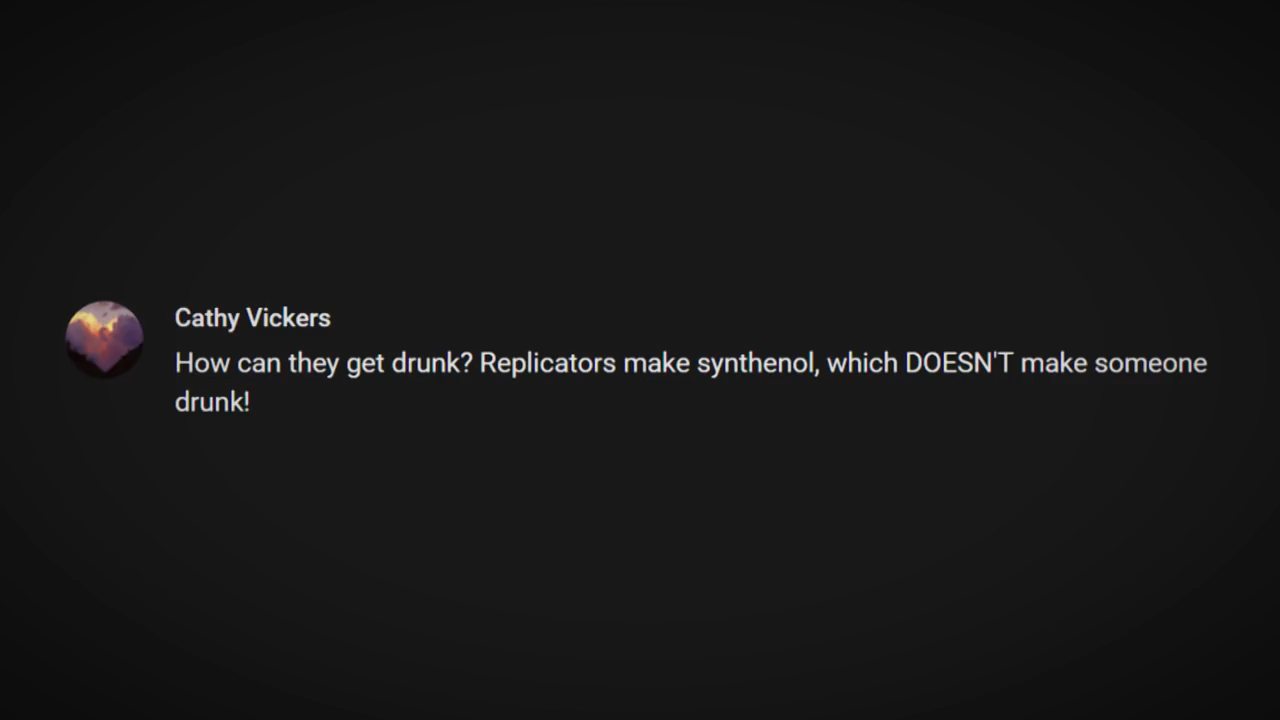 Cathy Vickers
How can they get drunk? Replicators make synthenol, which DOESN'T make someone
drunk!